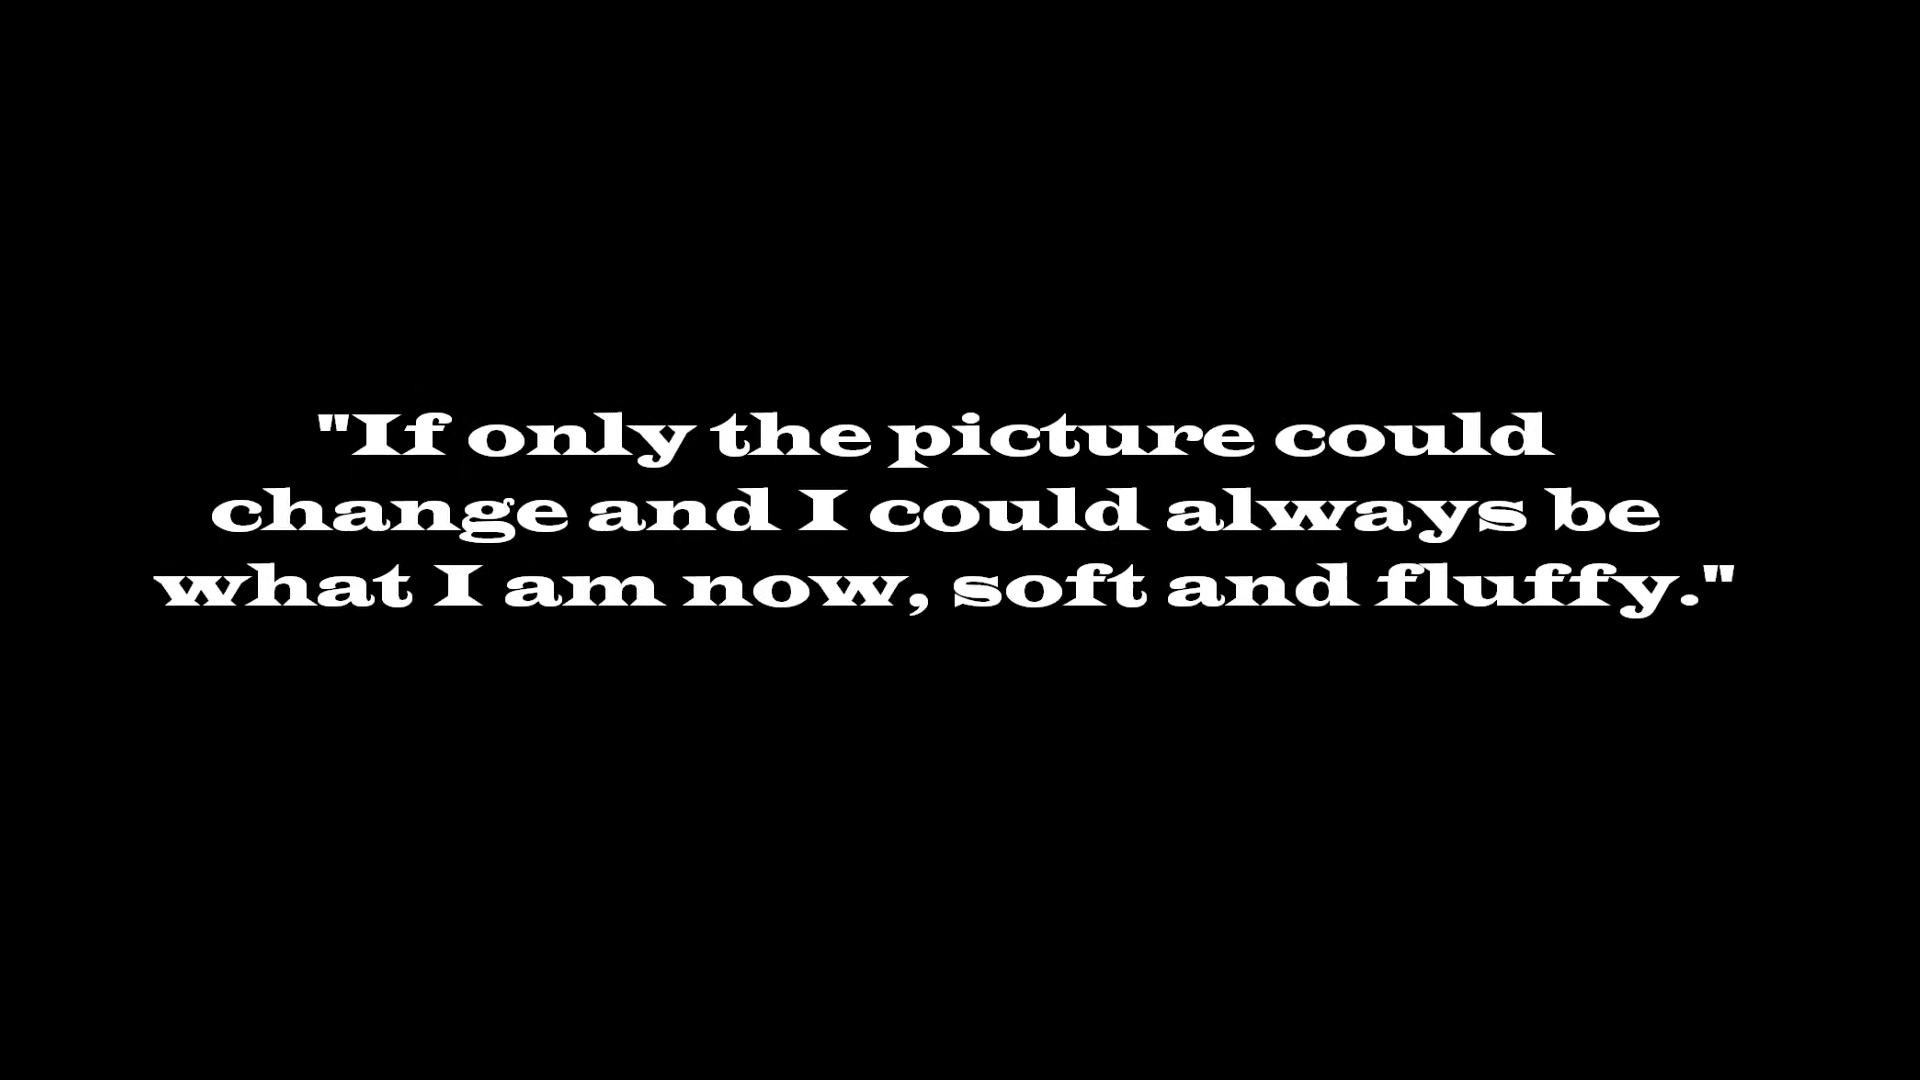 "If only the picture could
change and I could always be
what I am now, soft and fluffy."